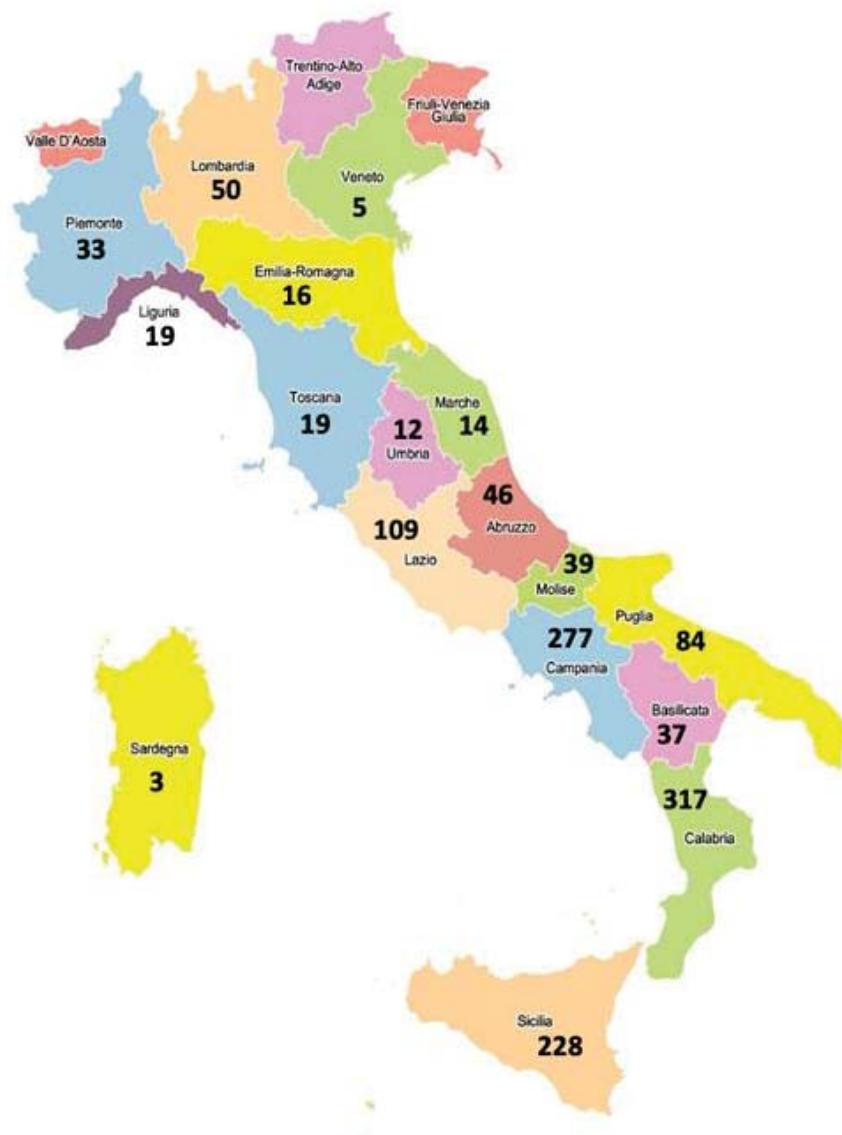 Trentino-Alto
Adige
Friuli-Venezia
Giulia
Valle D'Aosta
Lombardia
50
Veneto
5
Piemonte
33
Emilia-Romagna
16
Liguria
19
Toscana
19
Marche
14
12
Umbria
46
Abruzzo
109
Lazio
39
Molise
Puglia
84
277
Campania
Basilicata
37
Sardegna
3
317
Calabria
Sicilia
228